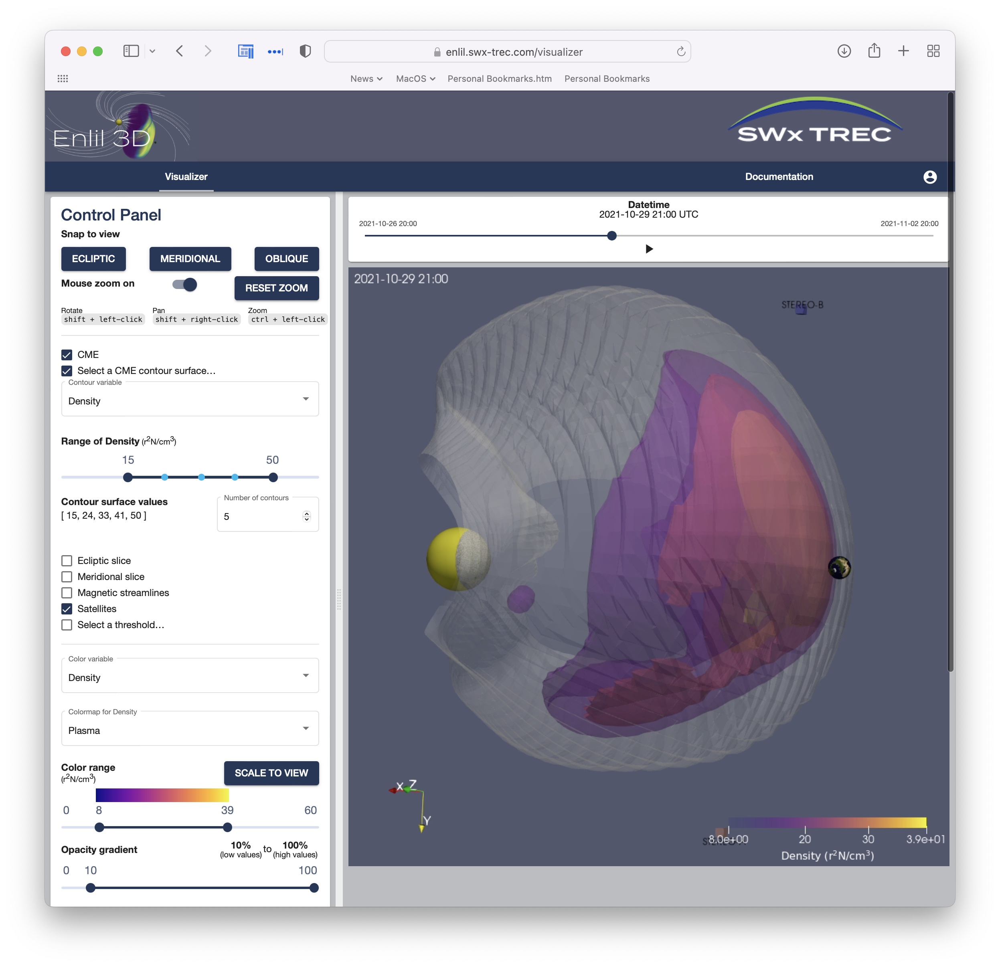 enlil.swx-trec.com/visualizer
News MacOS Personal Bookmarks.htm Personal Bookmarks
Enlil 3D
SWx TREC
Visualizer
Documentation
Control Panel
Snap to view
ECLIPTIC MERIDIONAL OBLIQUE
Mouse zoom on
RESET ZOOM
Rotate Pan Zoom
shift + left-click shift + right-click ctrl + left-click
CME
Select a CME contour surface...
Contour variable
Density
Range of Density (r²N/cm³)
15 50
Contour surface values
[ 15, 24, 33, 41, 50 ]
Number of contours
5
Ecliptic slice
Meridional slice
Magnetic streamlines
Satellites
Select a threshold...
Color variable
Density
Colormap for Density
Plasma
Color range
(r²N/cm³)
SCALE TO VIEW
0 8 39 60
Opacity gradient
10% to 100%
(low values) (high values)
0 10 100
Datetime
2021-10-29 21:00 UTC
2021-10-26 20:00
2021-11-02 20:00
2021-10-29 21:00
STEREO-B
X Z
Y
8.0e+00 20 30 3.9e+01
Density (r²N/cm³)